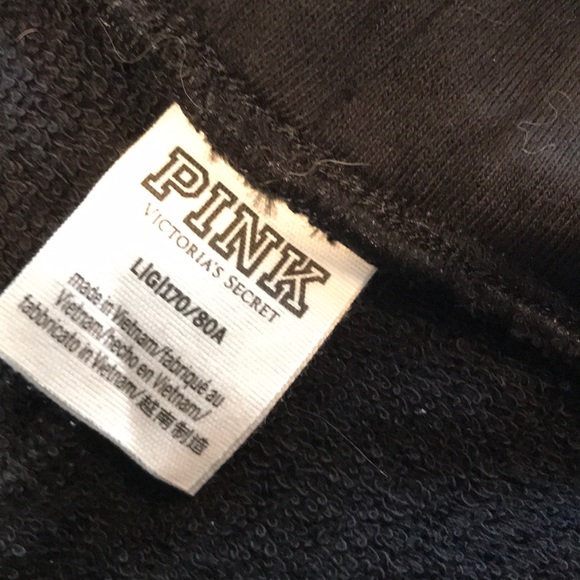 PINK
VICTORIA'S SECRET
L|G|170/80A
made in Vietnam/fabriqué au
Vietnam/hecho en Vietnam/
fabbricato in Vietnam/越南制造